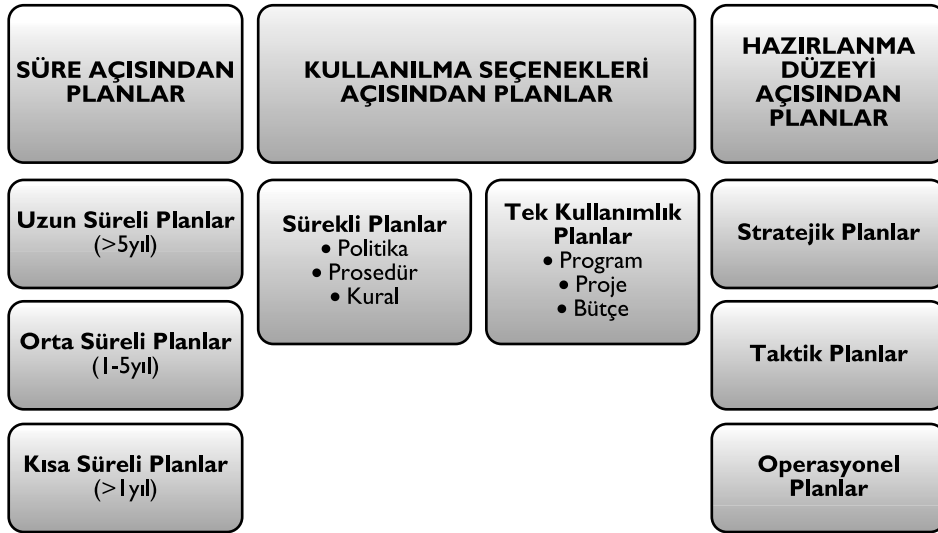 SÜRE AÇISINDAN
PLANLAR
KULLANILMA SEÇENEKLERİ
AÇISINDAN PLANLAR
HAZIRLANMA
DÜZEYİ
AÇISINDAN
PLANLAR
Uzun Süreli Planlar
(>5yıl)
Orta Süreli Planlar
(1-5yıl)
Kısa Süreli Planlar
(>1yıl)
Sürekli Planlar
• Politika
• Prosedür
• Kural
Tek Kullanımlık
Planlar
• Program
• Proje
• Bütçe
Stratejik Planlar
Taktik Planlar
Operasyonel
Planlar